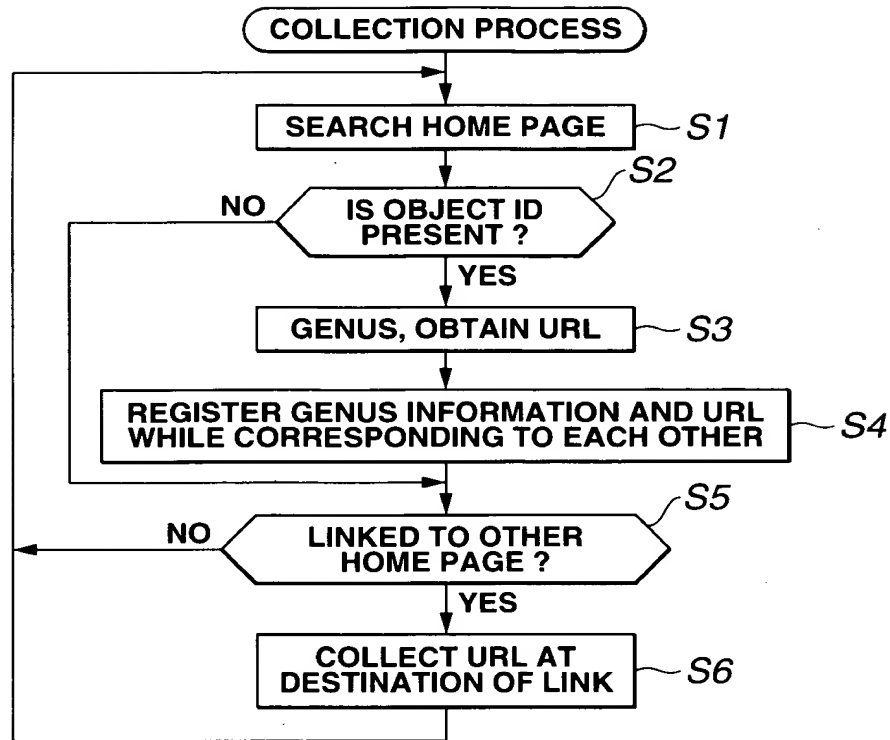 COLLECTION PROCESS
SEARCH HOME PAGE
S1
S2
NO
IS OBJECT ID
PRESENT ?
YES
GENUS, OBTAIN URL
S3
REGISTER GENUS INFORMATION AND URL
WHILE CORRESPONDING TO EACH OTHER
S4
S5
NO
LINKED TO OTHER
HOME PAGE ?
YES
COLLECT URL AT
DESTINATION OF LINK
S6